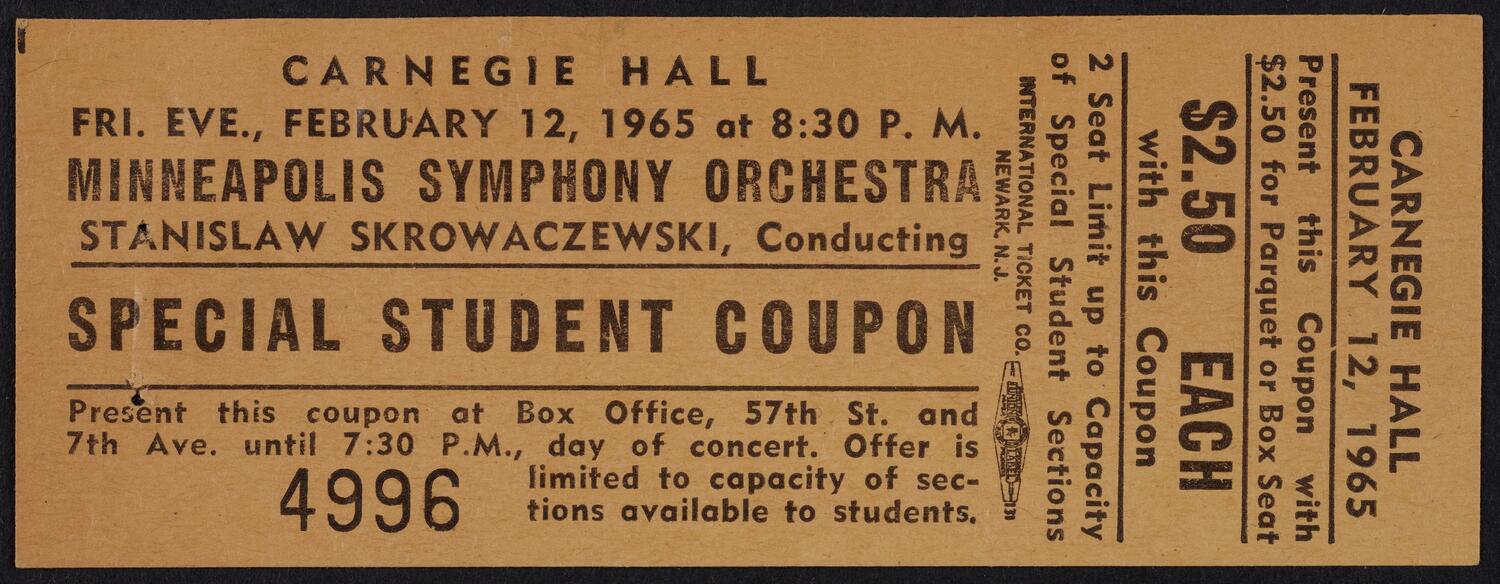 CARNEGIE HALL
FRI. EVE., FEBRUARY 12, 1965 at 8:30 P. M.
MINNEAPOLIS SYMPHONY ORCHESTRA
STANISLAW SKROWACZEWSKI, Conducting
SPECIAL STUDENT COUPON
Present this coupon at Box Office, 57th St. and
7th Ave. until 7:30 P.M., day of concert. Offer is
limited to capacity of sec-
tions available to students.
4996
CARNEGIE HALL
FEBRUARY 12, 1965
Present this Coupon with
$2.50 for Parquet or Box Seat
$2.50 EACH
with this Coupon
2 Seat Limit up to Capacity
of Special Student Sections
INTERNATIONAL TICKET CO.
NEWARK, N.J.